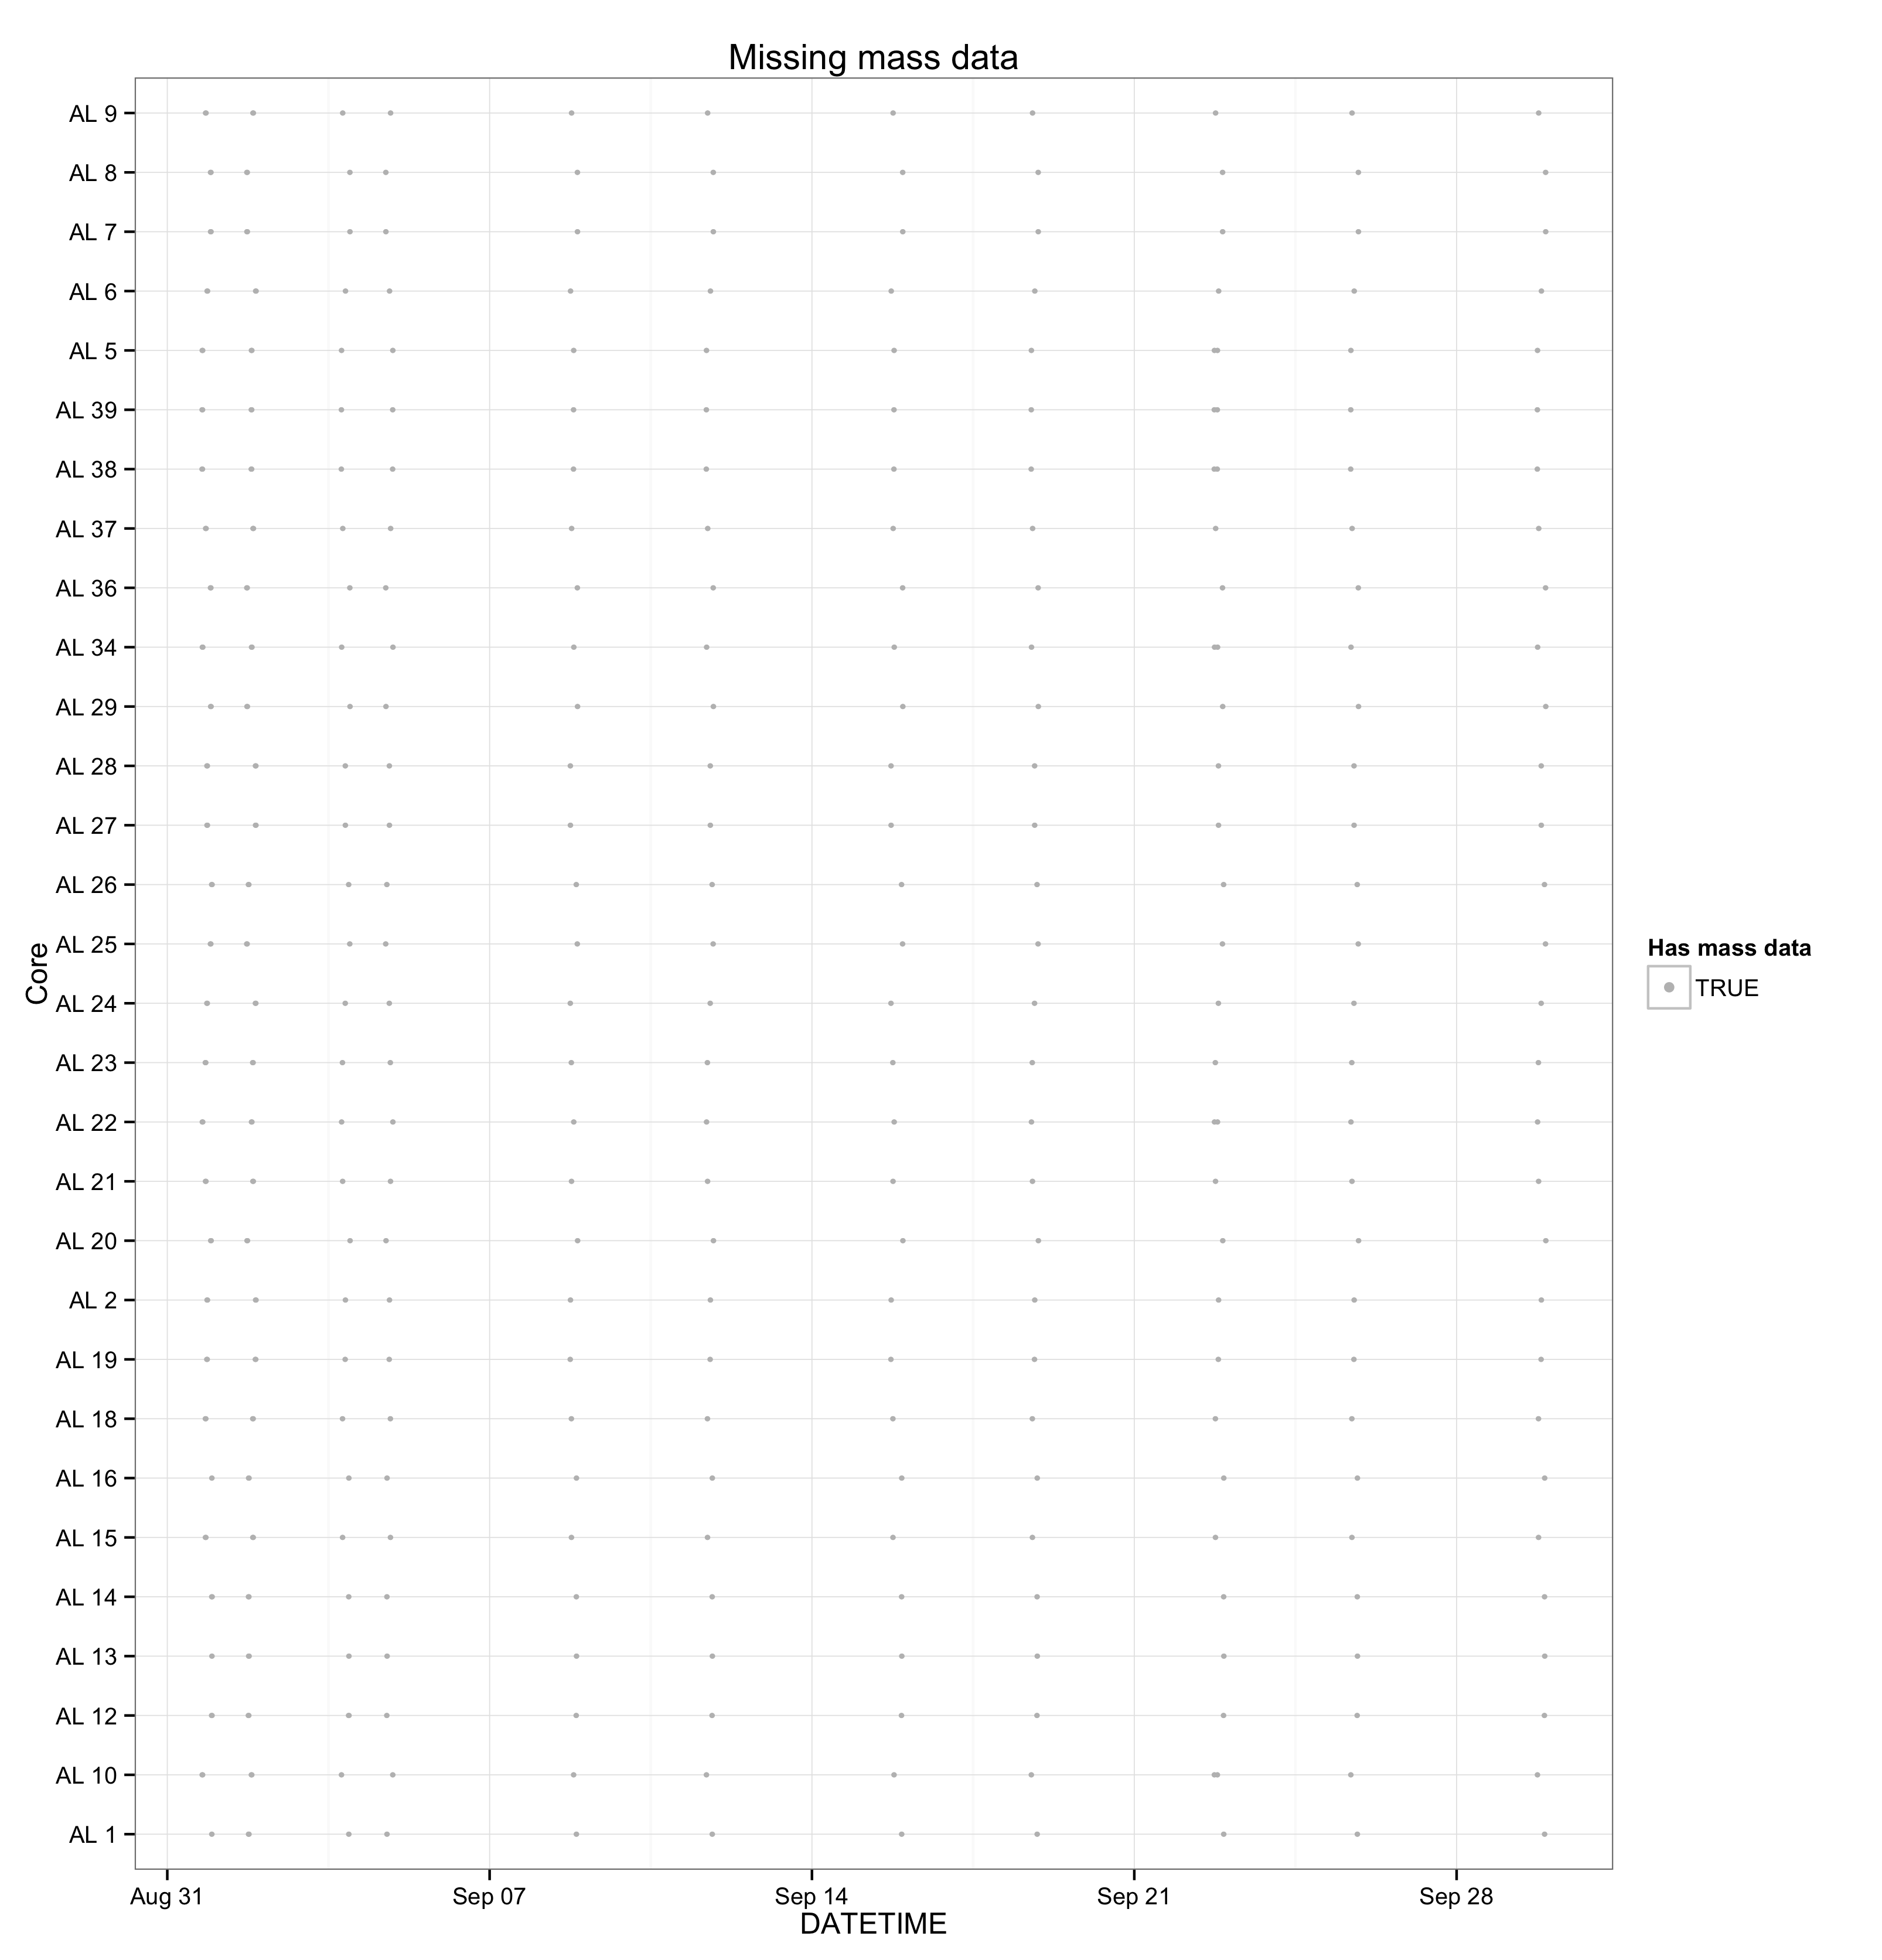 Missing mass data
AL 9
AL 8
AL 7
AL 6
AL 5
AL 39
AL 38
AL 37
AL 36
AL 34
AL 29
AL 28
AL 27
AL 26
AL 25
AL 24
AL 23
AL 22
AL 21
AL 20
AL 2
AL 19
AL 18
AL 16
AL 15
AL 14
AL 13
AL 12
AL 10
AL 1
Core
Aug 31 Sep 07 Sep 14 Sep 21 Sep 28
DATETIME
Has mass data
TRUE